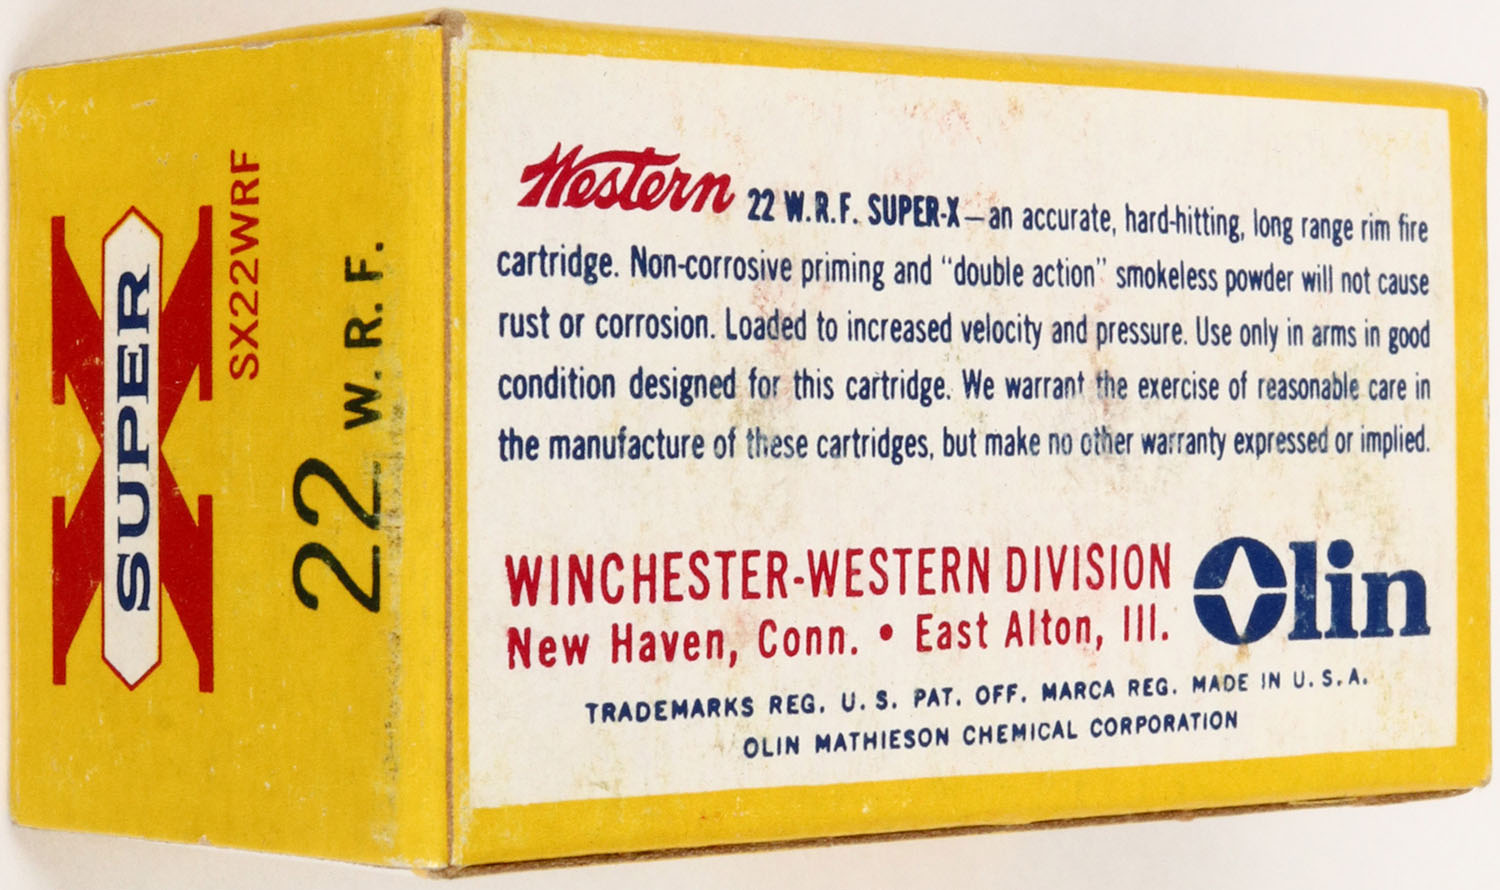 SUPER X
SX22WRF
22 W.R.F.
Western 22 W.R.F. SUPER-X—an accurate, hard-hitting, long range rim fire
cartridge. Non-corrosive priming and "double action" smokeless powder will not cause
rust or corrosion. Loaded to increased velocity and pressure. Use only in arms in good
condition designed for this cartridge. We warrant the exercise of reasonable care in
the manufacture of these cartridges, but make no other warranty expressed or implied.
WINCHESTER-WESTERN DIVISION
New Haven, Conn. • East Alton, Ill.
Olin
TRADEMARKS REG. U. S. PAT. OFF. MARCA REG. MADE IN U. S. A.
OLIN MATHIESON CHEMICAL CORPORATION